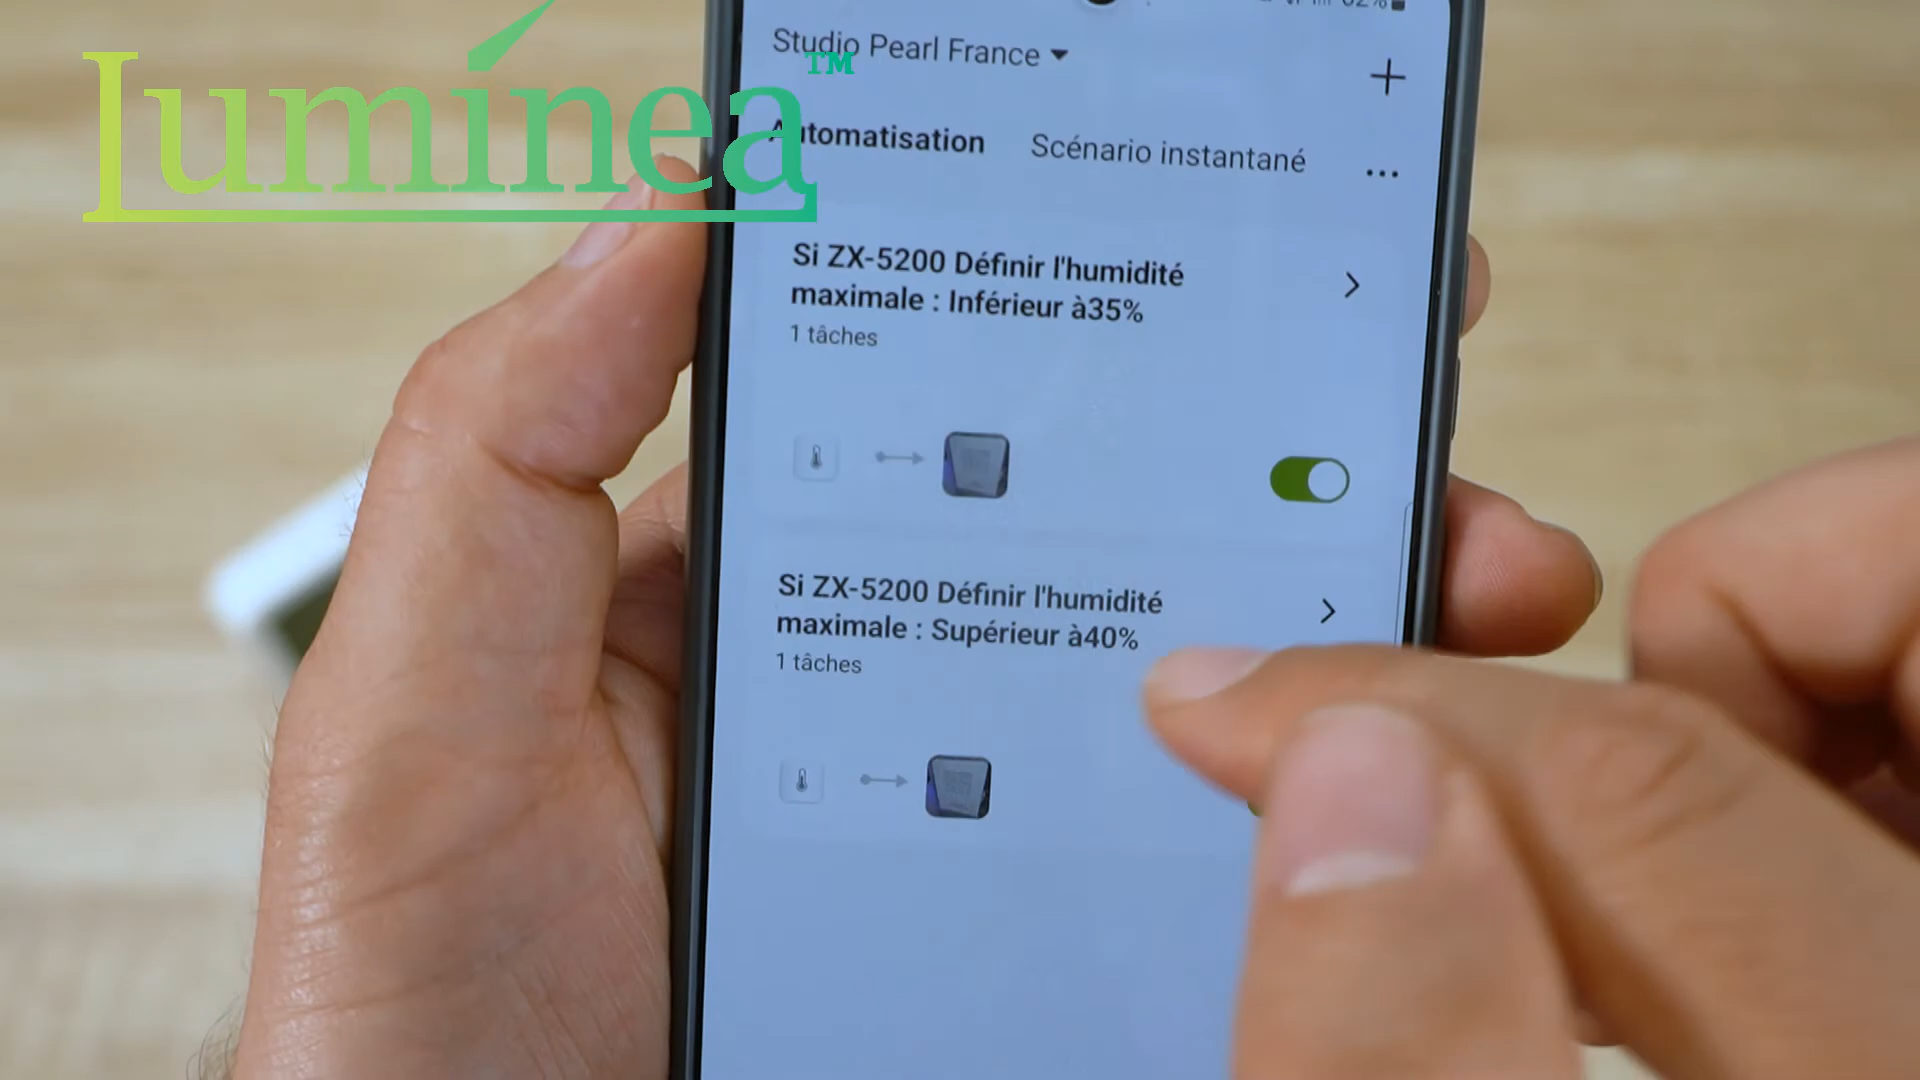 Lumínea™
Studio Pearl France
Automatisation
Scénario instantané
Si ZX-5200 Définir l'humidité
maximale : Inférieur à35%
1 tâches
Si ZX-5200 Définir l'humidité
maximale : Supérieur à40%
1 tâches